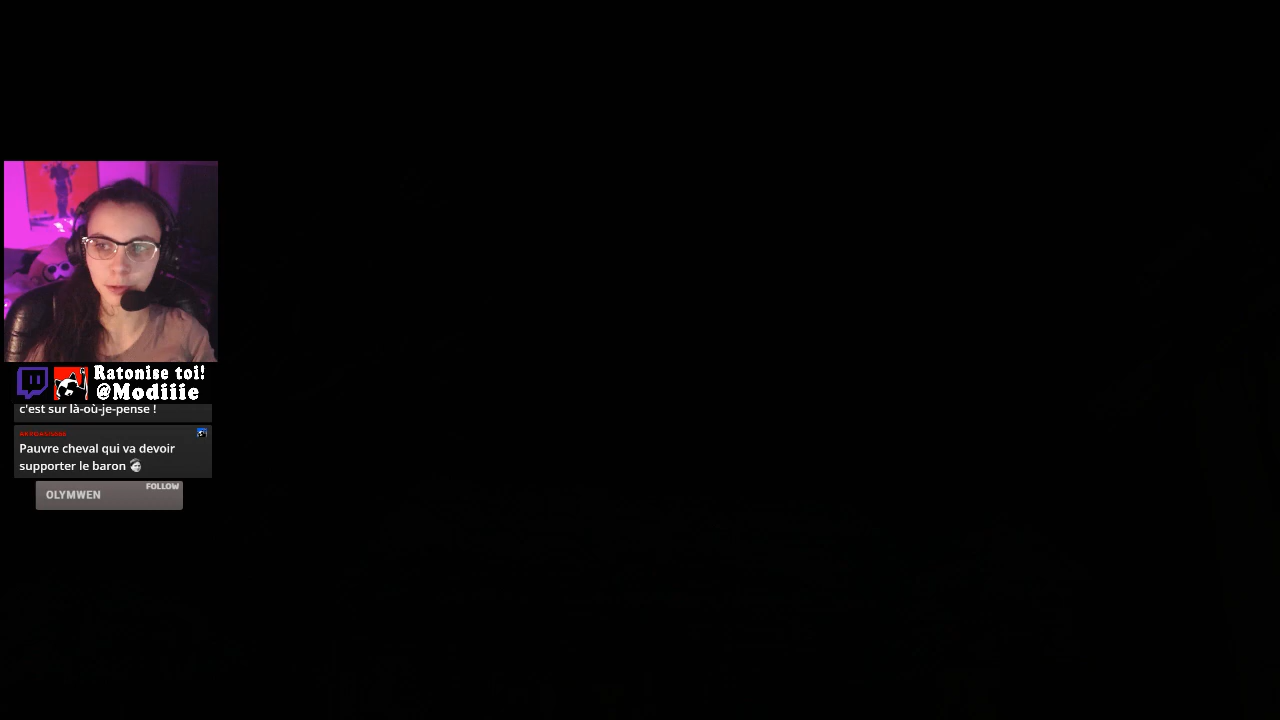 Ratonise toi!
@Modiiie
c'est sur là-où-je-pense !
Pauvre cheval qui va devoir
supporter le baron
FOLLOW
OLYMWEN